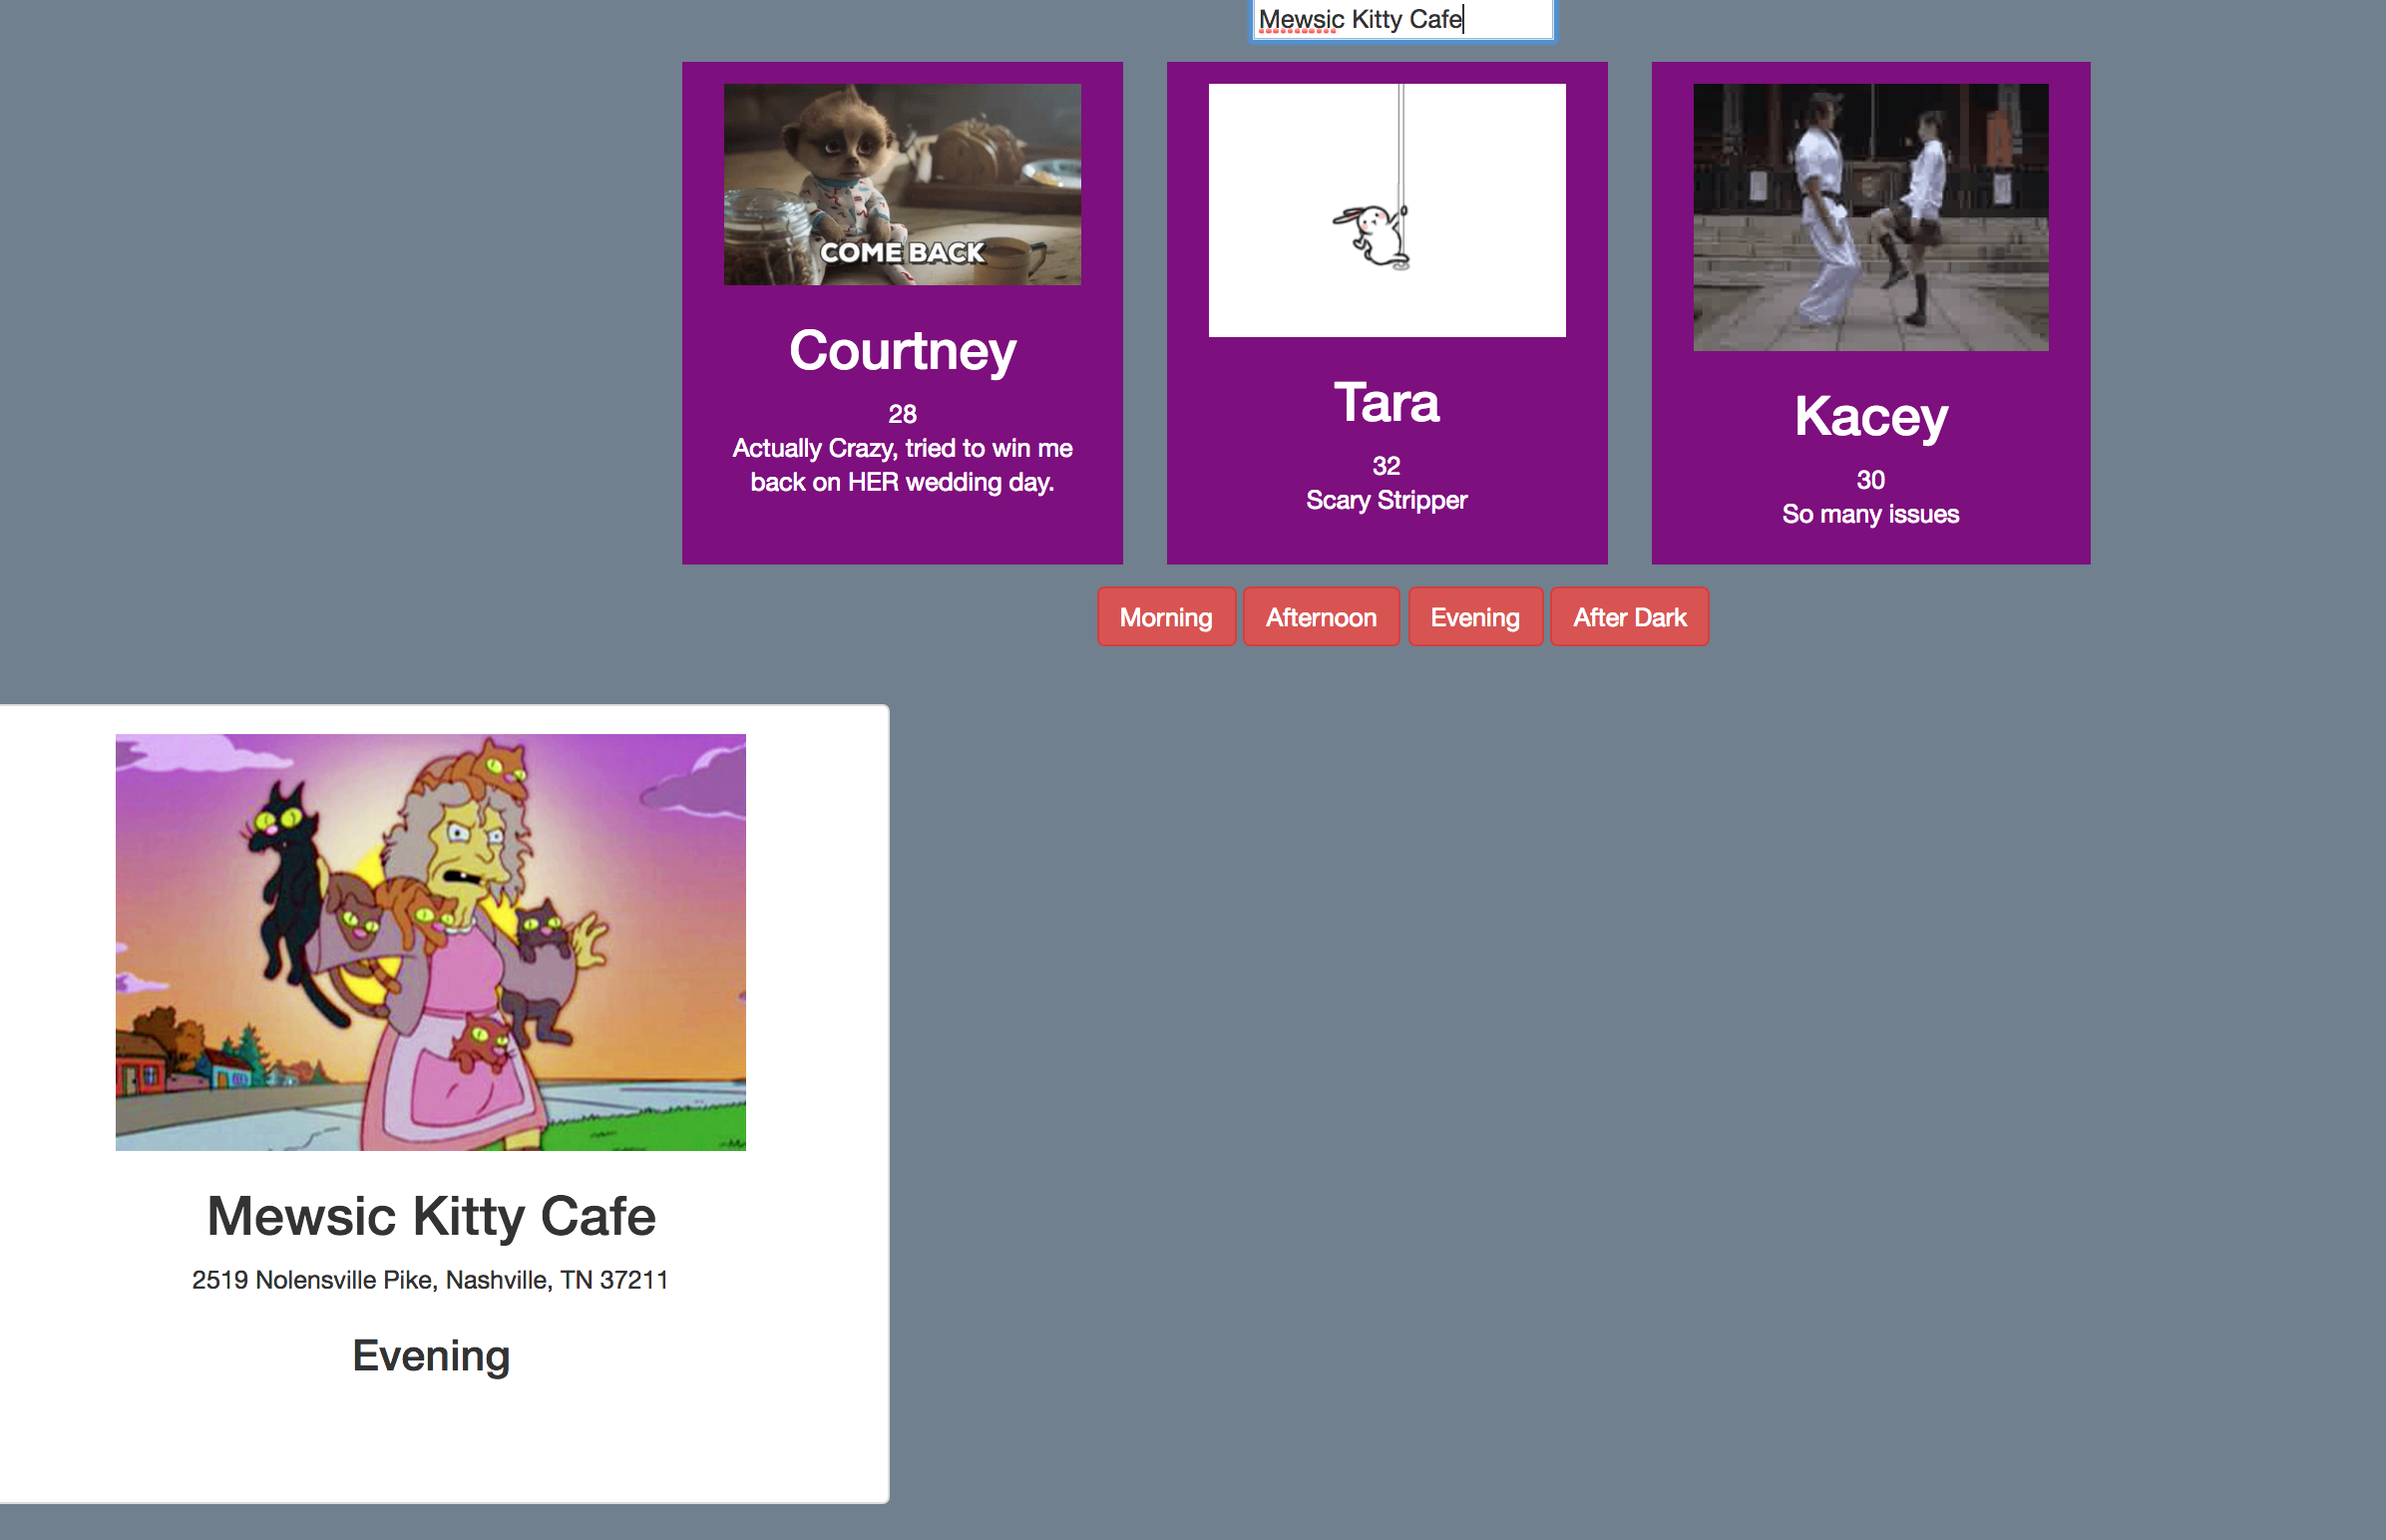 Mewsic Kitty Cafe
COME BACK
Courtney
28
Actually Crazy, tried to win me
back on HER wedding day.
Tara
32
Scary Stripper
Kacey
30
So many issues
Morning
Afternoon
Evening
After Dark
Mewsic Kitty Cafe
2519 Nolensville Pike, Nashville, TN 37211
Evening